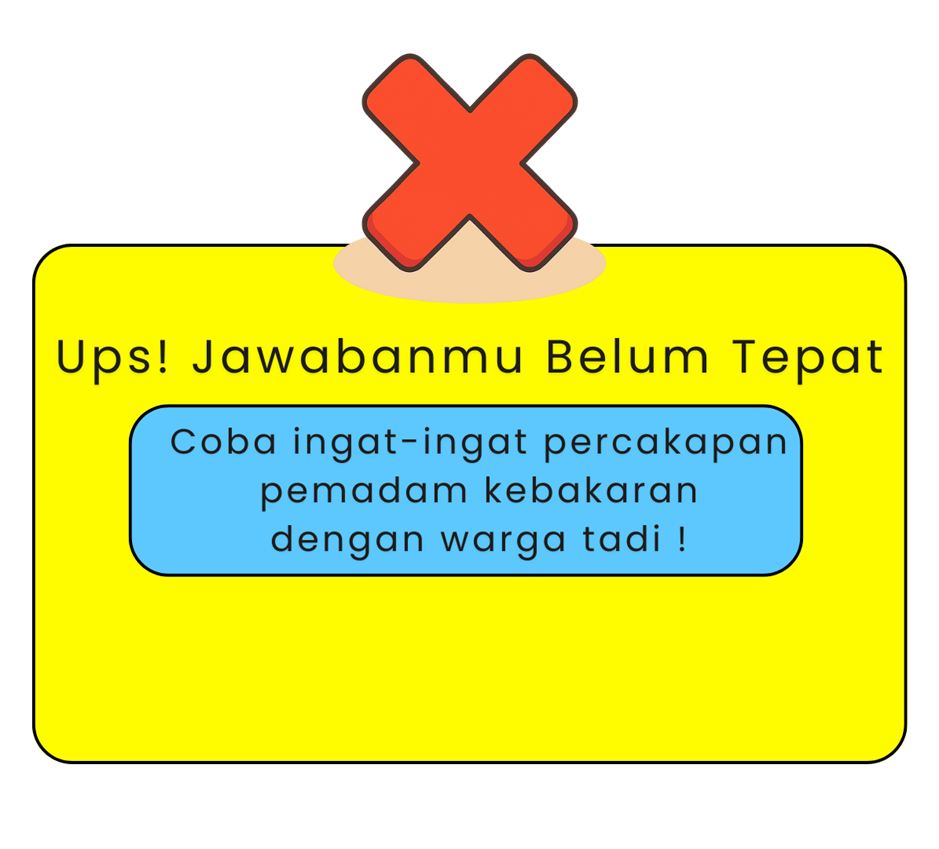 Ups! Jawabanmu Belum Tepat
Coba ingat-ingat percakapan
pemadam kebakaran
dengan warga tadi !